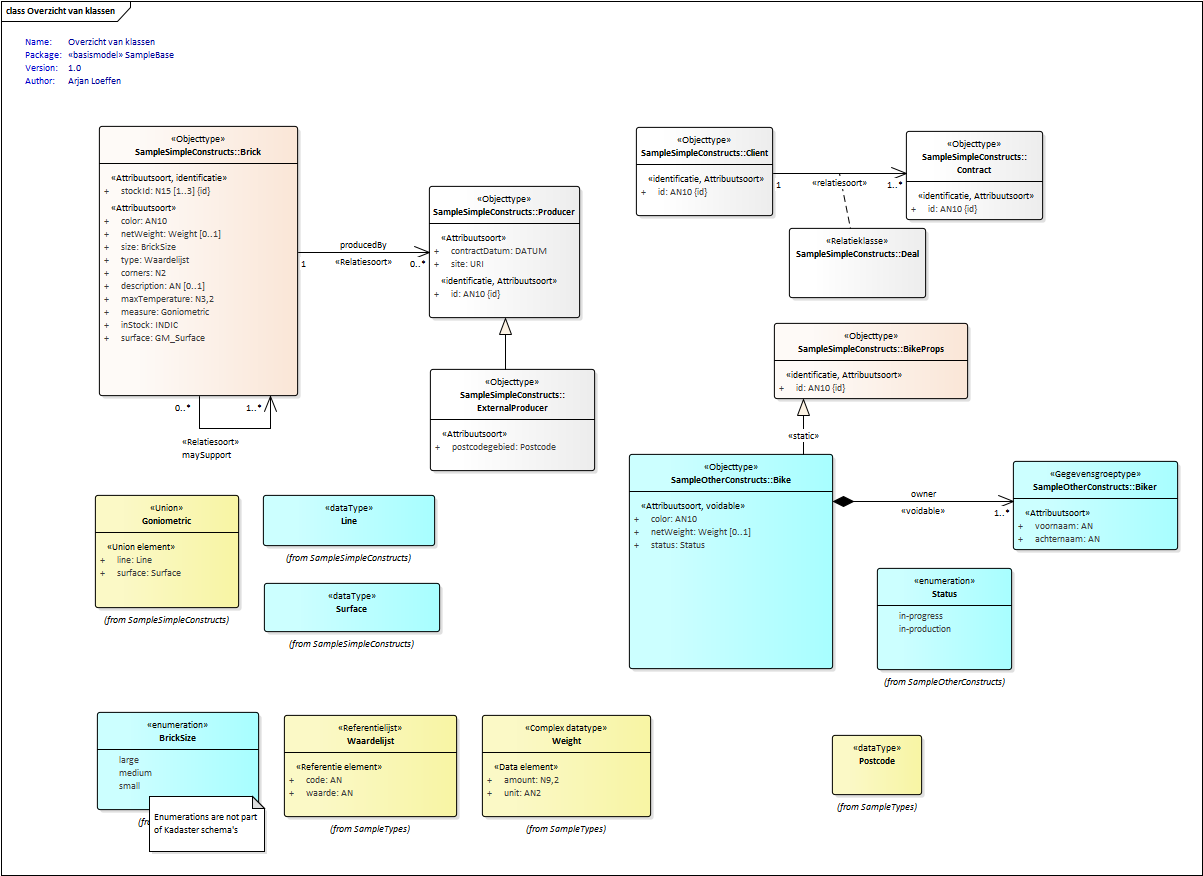 class Overzicht van klassen
Name: Overzicht van klassen
Package: «basismodel» SampleBase
Version: 1.0
Author: Arjan Loeffen
«Objecttype»
SampleSimpleConstructs::Brick
«Attribuutsoort, identificatie»
+ stockId: N15 [1..3] {id}
«Attribuutsoort»
+ color: AN10
+ netWeight: Weight [0..1]
+ size: BrickSize
+ type: Waardelijst
+ corners: N2
+ description: AN [0..1]
+ maxTemperature: N3,2
+ measure: Goniometric
+ inStock: INDIC
+ surface: GM_Surface
producedBy
1
«Relatiesoort»
0..*
«Objecttype»
SampleSimpleConstructs::Producer
«Attribuutsoort»
+ contractDatum: DATUM
+ site: URI
«identificatie, Attribuutsoort»
+ id: AN10 {id}
0..*
1..*
«Relatiesoort»
maySupport
«Objecttype»
SampleSimpleConstructs::
ExternalProducer
«Attribuutsoort»
+ postcodegebied: Postcode
«Objecttype»
SampleSimpleConstructs::Client
«identificatie, Attribuutsoort»
+ id: AN10 {id}
1
«relatiesoort»
1..*
«Objecttype»
SampleSimpleConstructs::
Contract
«identificatie, Attribuutsoort»
+ id: AN10 {id}
«Relatieklasse»
SampleSimpleConstructs::Deal
«Objecttype»
SampleSimpleConstructs::BikeProps
«identificatie, Attribuutsoort»
+ id: AN10 {id}
«static»
«Objecttype»
SampleOtherConstructs::Bike
«Attribuutsoort, voidable»
+ color: AN10
+ netWeight: Weight [0..1]
+ status: Status
owner
«voidable»
1..*
«Gegevensgroeptype»
SampleOtherConstructs::Biker
«Attribuutsoort»
+ voornaam: AN
+ achternaam: AN
«Union»
Goniometric
«Union element»
+ line: Line
+ surface: Surface
(from SampleSimpleConstructs)
«dataType»
Line
(from SampleSimpleConstructs)
«dataType»
Surface
(from SampleSimpleConstructs)
«enumeration»
Status
in-progress
in-production
(from SampleOtherConstructs)
«enumeration»
BrickSize
large
medium
small
(fr
Enumerations are not part
of Kadaster schema's
«Referentielijst»
Waardelijst
«Referentie element»
+ code: AN
+ waarde: AN
(from SampleTypes)
«Complex datatype»
Weight
«Data element»
+ amount: N9,2
+ unit: AN2
(from SampleTypes)
«dataType»
Postcode
(from SampleTypes)